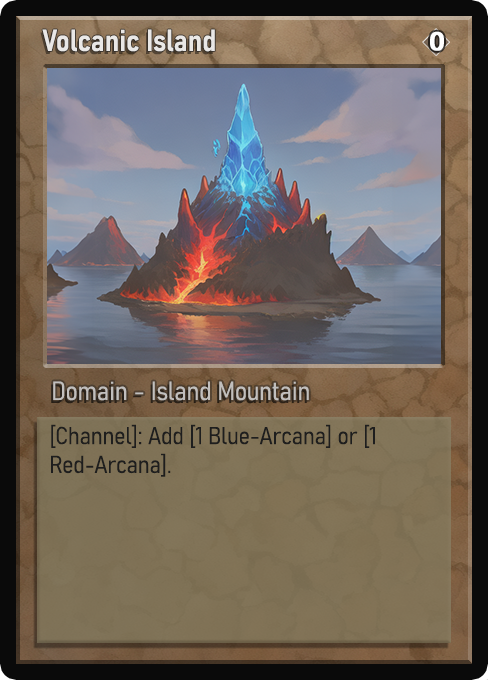 Volcanic Island
0
Domain - Island Mountain
[Channel]: Add [1 Blue-Arcana] or [1
Red-Arcana].